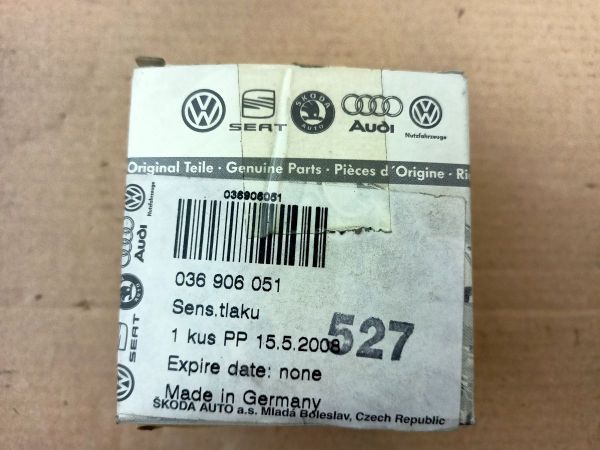 SEAT ŠKODA AUTO Audi Nutzfahrzeuge
Original Teile · Genuine Parts · Pièces d'Origine · Ri
036906051
036 906 051
Sens.tlaku
1 kus PP 15.5.2008
527
Expire date: none
Made in Germany
ŠKODA AUTO a.s. Mladá Boleslav, Czech Republic
Nutzfahrzeuge
Audi
SEAT